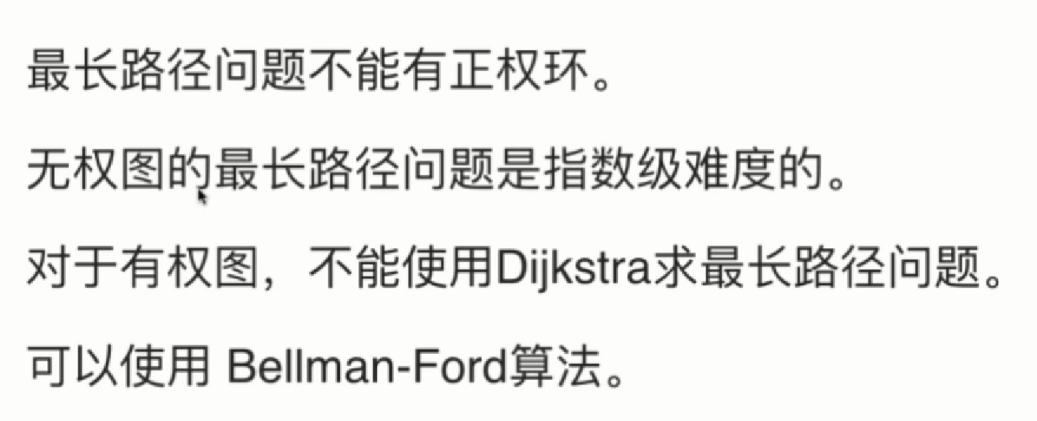 最长路径问题不能有正权环。
无权图的最长路径问题是指数级难度的。
对于有权图，不能使用Dijkstra求最长路径问题。
可以使用 Bellman-Ford算法。